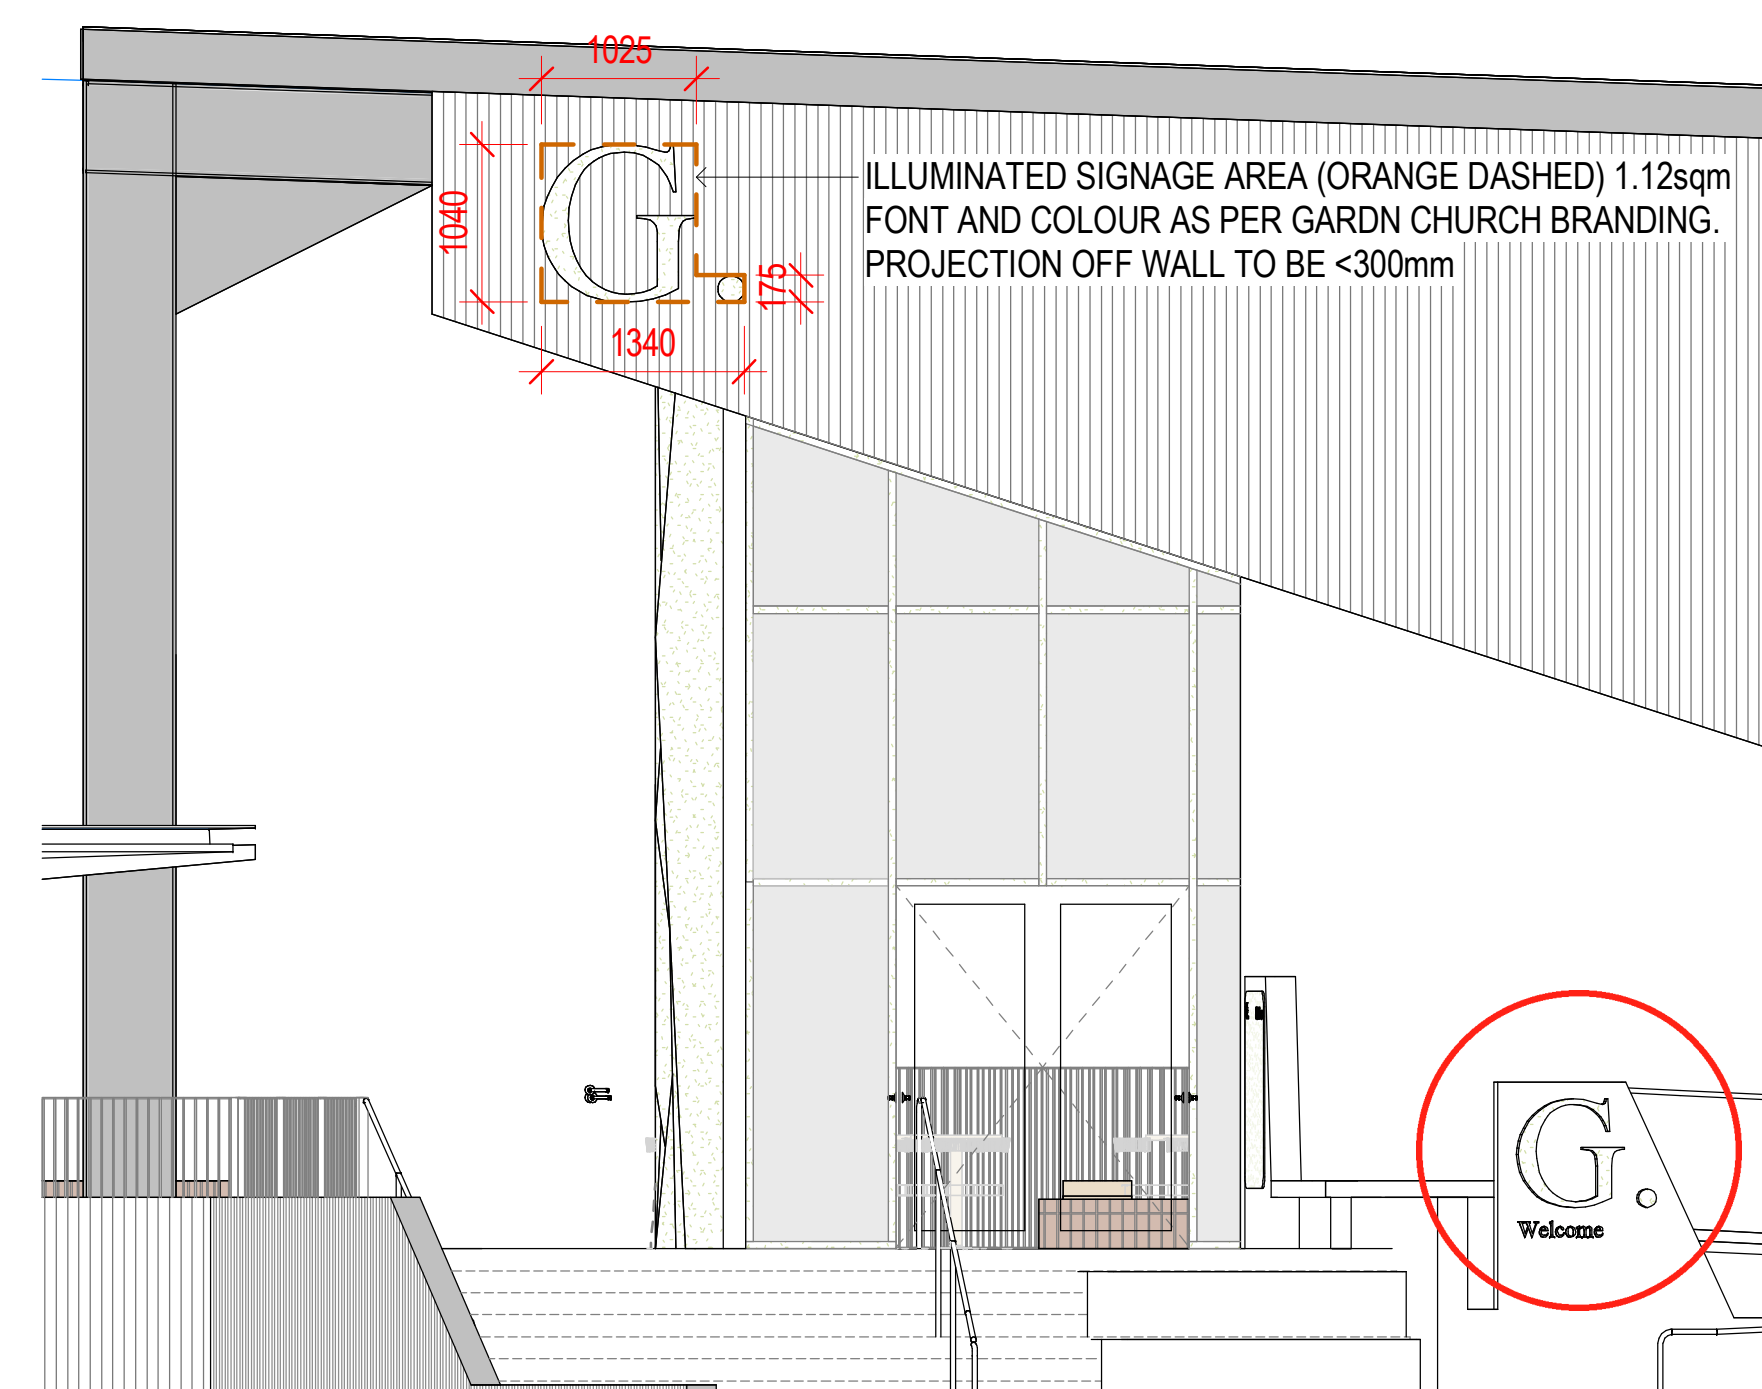 1025
ILLUMINATED SIGNAGE AREA (ORANGE DASHED) 1.12sqm
FONT AND COLOUR AS PER GARDN CHURCH BRANDING.
PROJECTION OFF WALL TO BE <300mm
1040
G.
175
1340
G.
Welcome